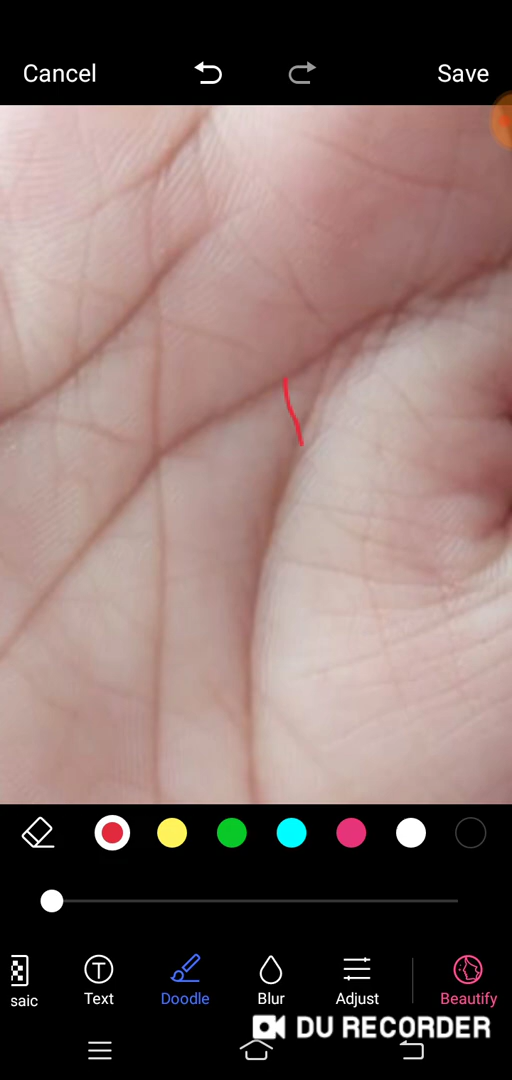 Cancel
Save
saic
Text
Doodle
Blur
Adjust
Beautify
DU RECORDER